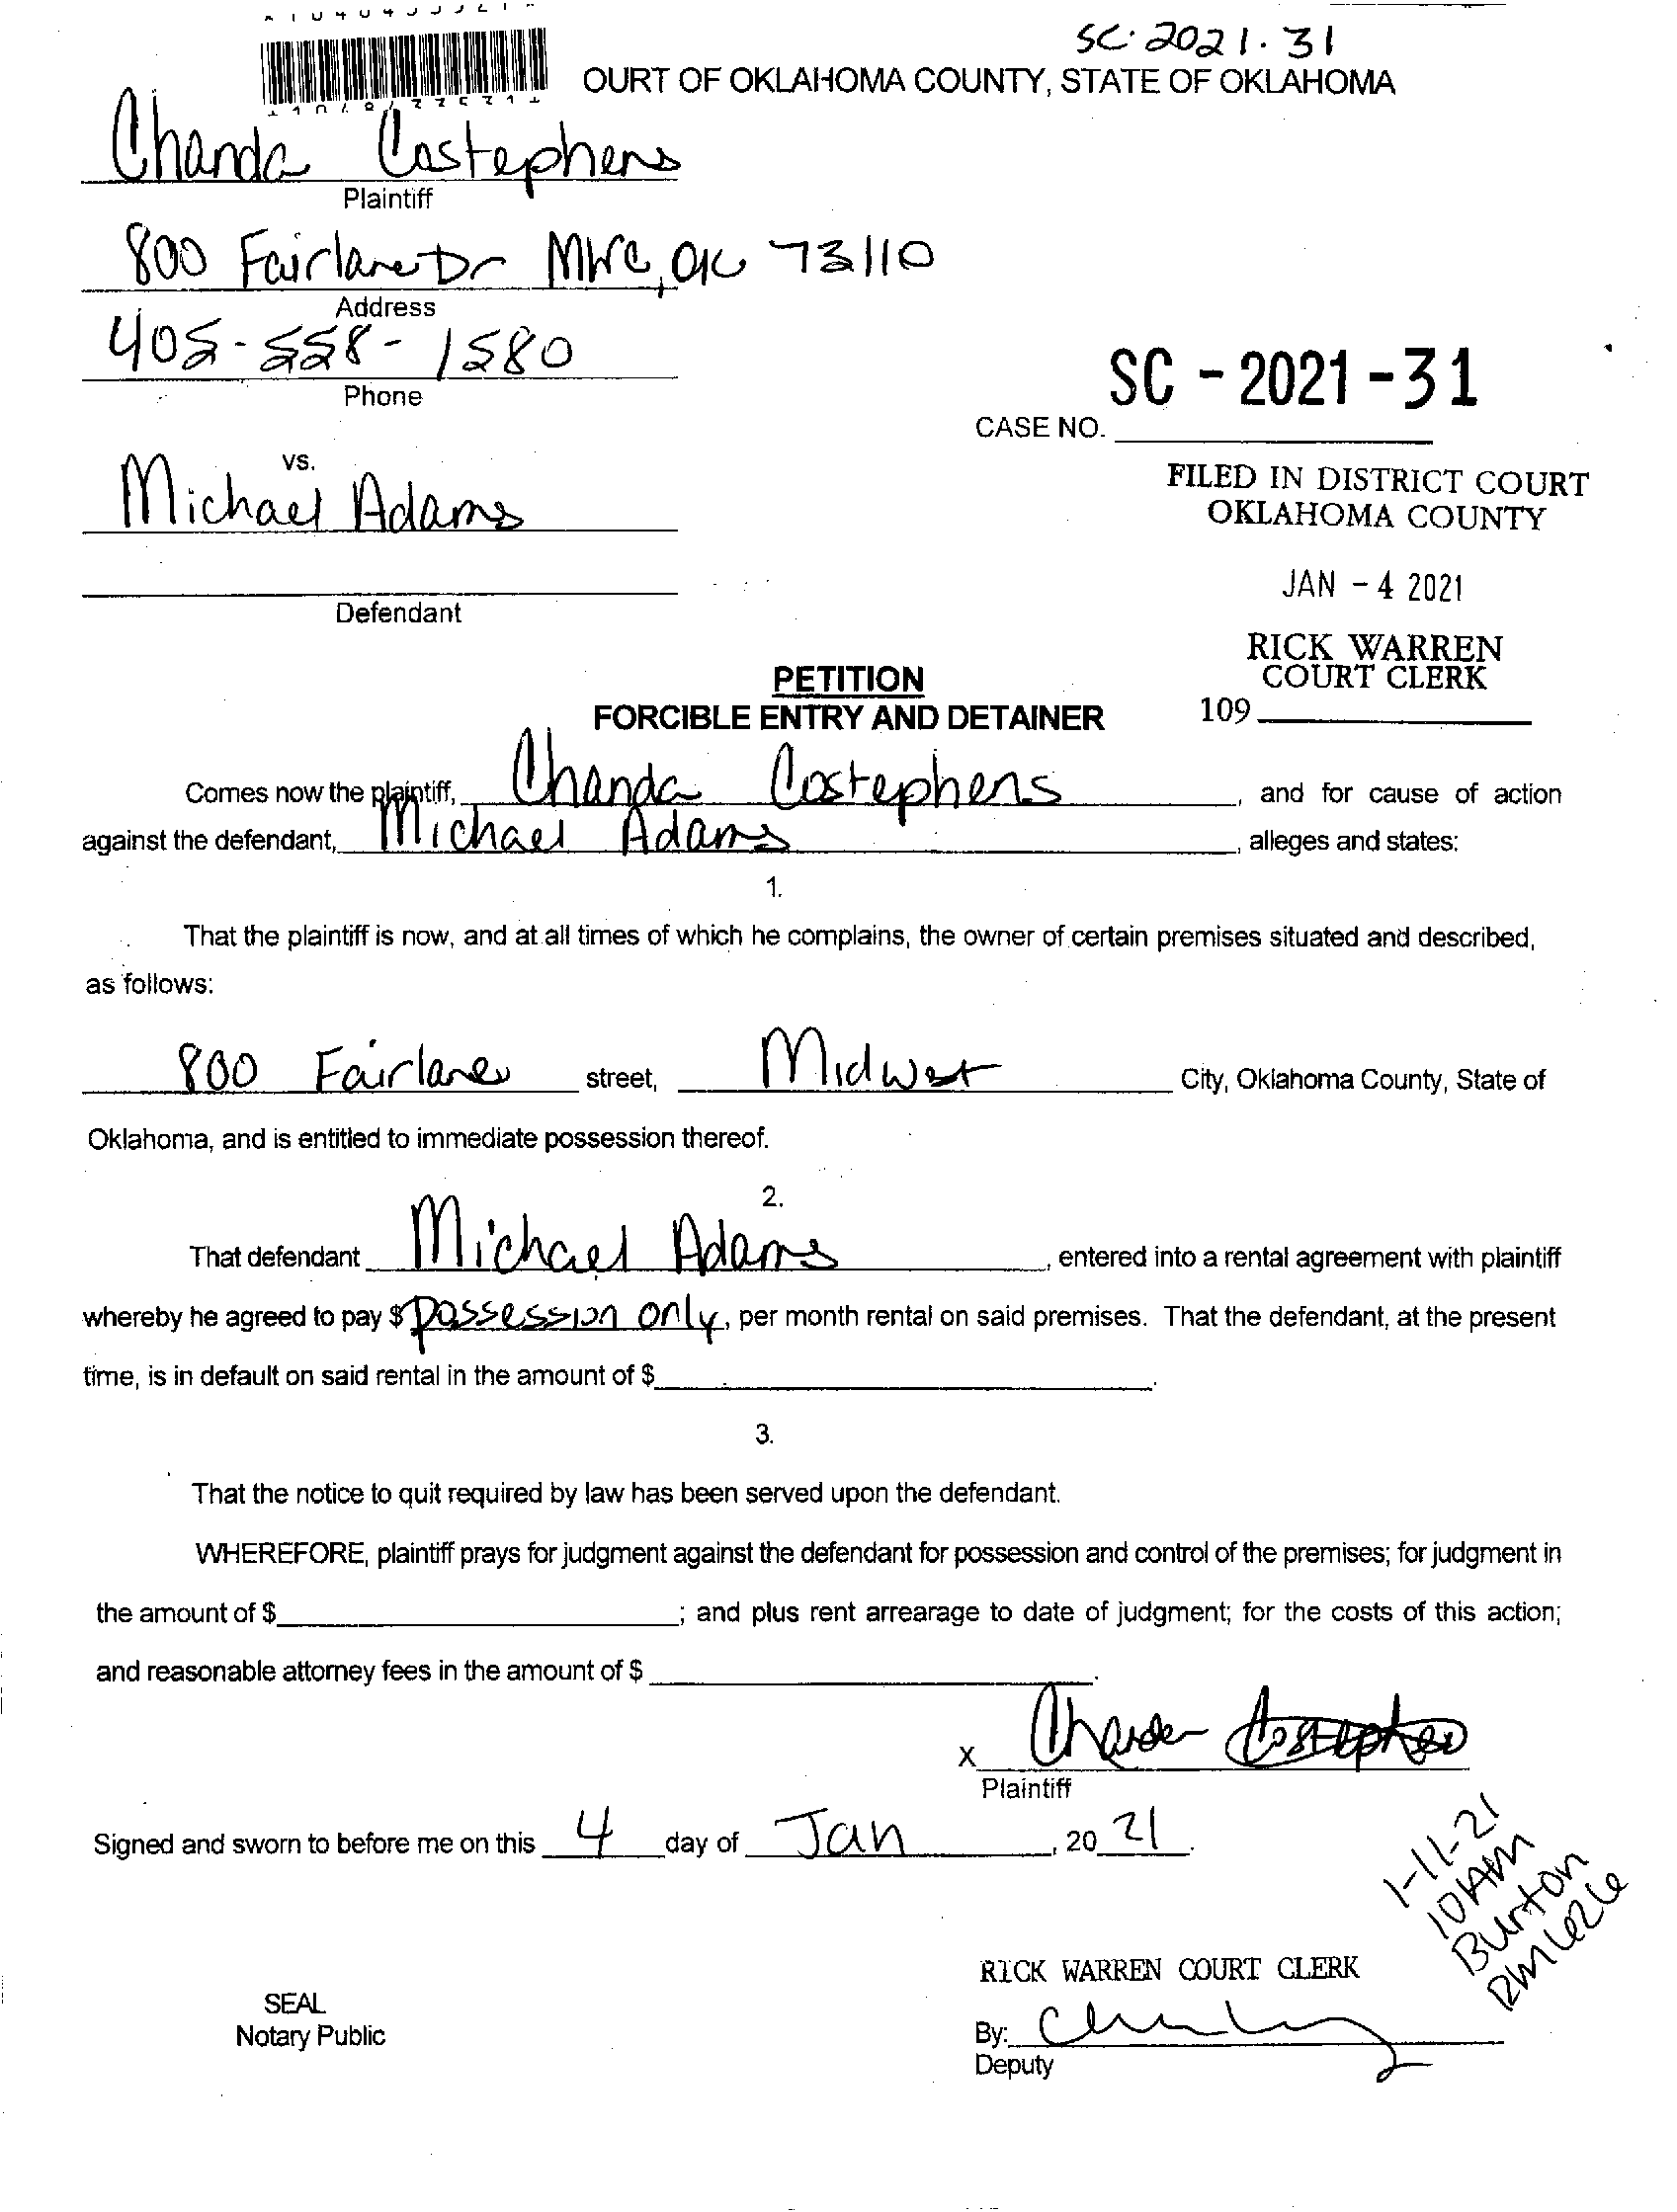 SC-2021-31
OURT OF OKLAHOMA COUNTY, STATE OF OKLAHOMA
Chanda Costephens
Plaintiff
800 Fairlane Dr MWC, OK 73110
Address
405-558-1580
Phone
SC - 2021 - 31
CASE NO.
vs.
Michael Adams
FILED IN DISTRICT COURT
OKLAHOMA COUNTY
JAN - 4 2021
Defendant
RICK WARREN
COURT CLERK
109
PETITION
FORCIBLE ENTRY AND DETAINER
Comes now the plaintiff, Chanda Costephens, and for cause of action
against the defendant, Michael Adams, alleges and states:
1.
That the plaintiff is now, and at all times of which he complains, the owner of certain premises situated and described,
as follows:
800 Fairlane street, Midwest City, Oklahoma County, State of
Oklahoma, and is entitled to immediate possession thereof.
2.
That defendant Michael Adams, entered into a rental agreement with plaintiff
whereby he agreed to pay $ possession only, per month rental on said premises. That the defendant, at the present
time, is in default on said rental in the amount of $ .
3.
That the notice to quit required by law has been served upon the defendant.
WHEREFORE, plaintiff prays for judgment against the defendant for possession and control of the premises; for judgment in
the amount of $ ; and plus rent arrearage to date of judgment; for the costs of this action;
and reasonable attorney fees in the amount of $ .
X Chanda Costephens
Plaintiff
Signed and sworn to before me on this 4 day of Jan, 20 21.
1-11-21
10AM
Burton
RM 626
RICK WARREN COURT CLERK
SEAL
Notary Public
By:
Deputy